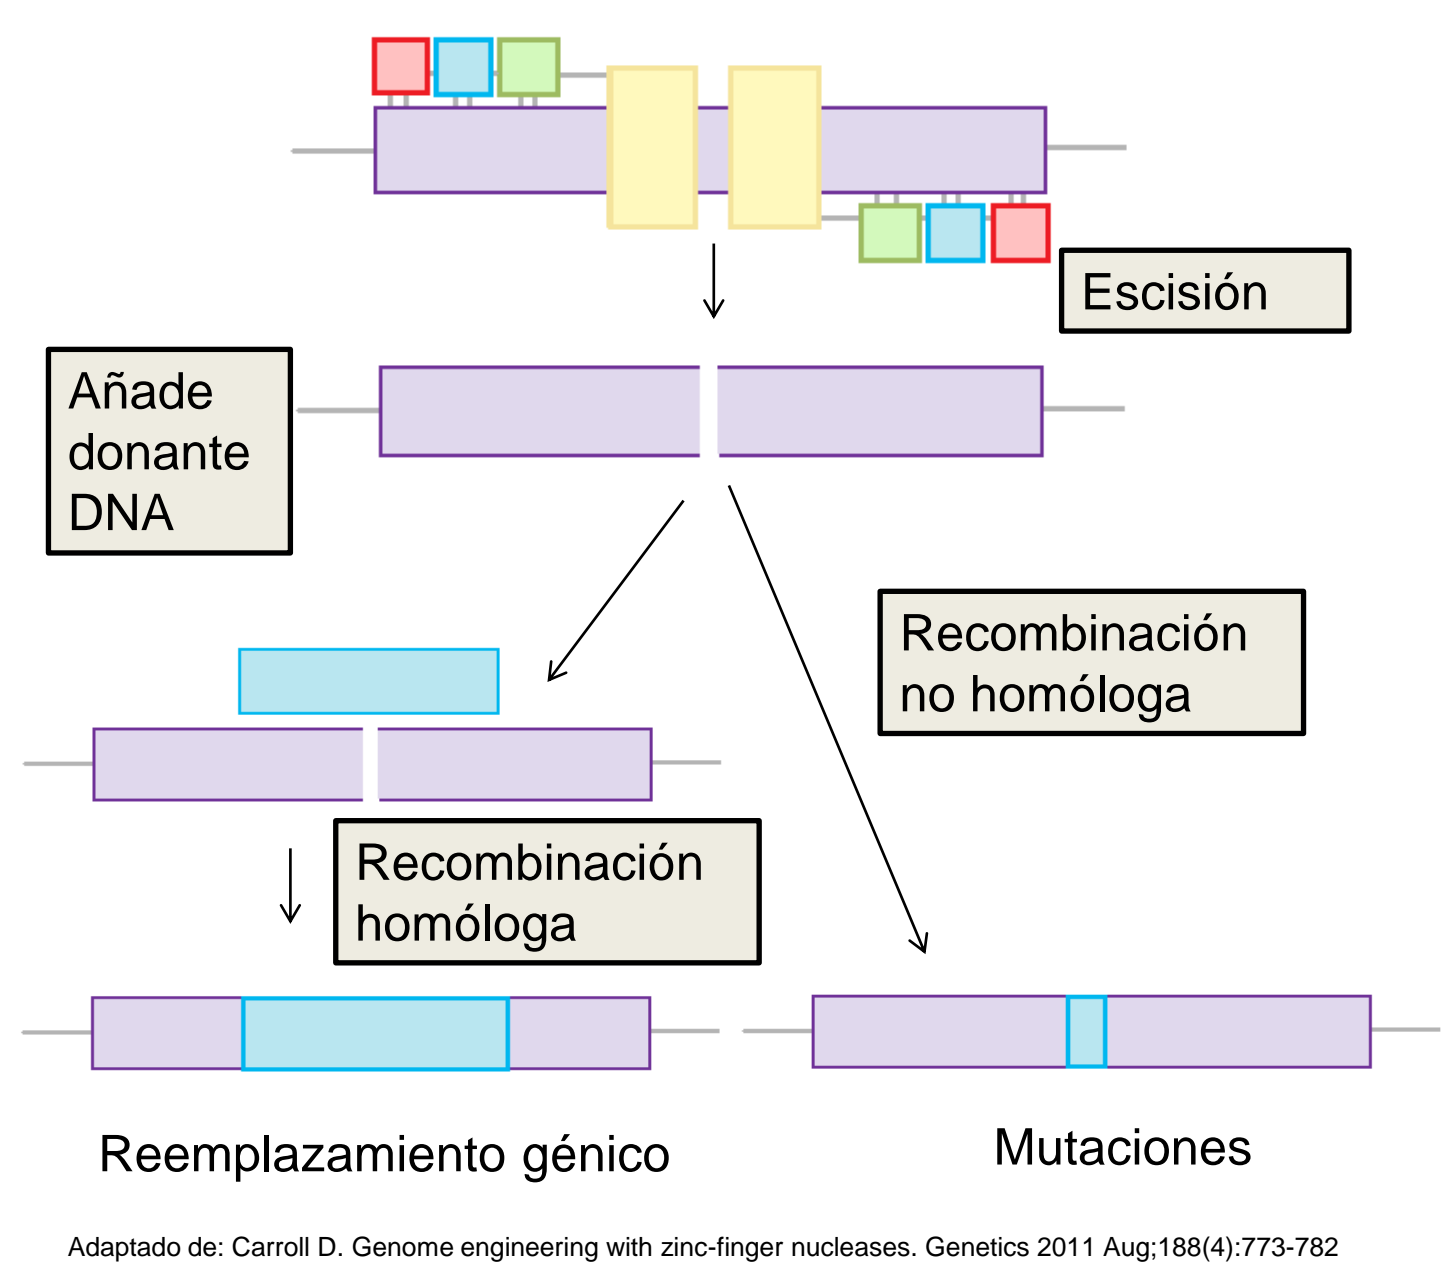 Escisión
Añade
donante
DNA
Recombinación
no homóloga
Recombinación
homóloga
Reemplazamiento génico
Mutaciones
Adaptado de: Carroll D. Genome engineering with zinc-finger nucleases. Genetics 2011 Aug;188(4):773-782